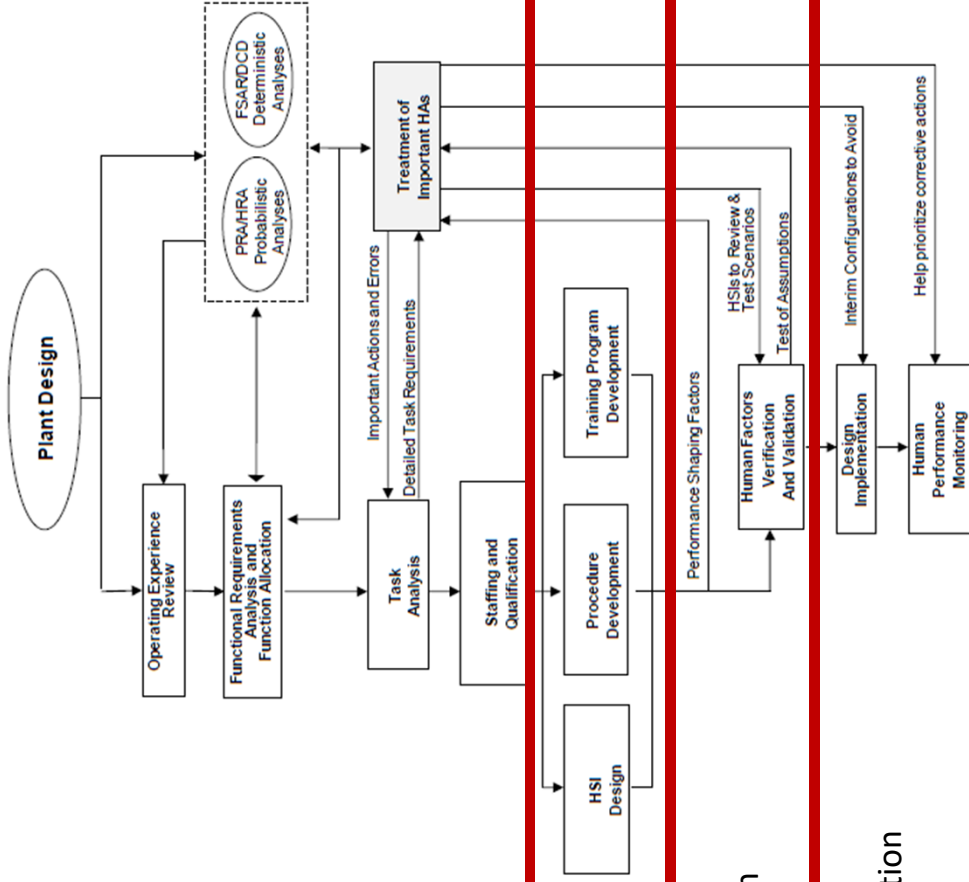 Plant Design
PRA/HRA
Probabilistic
Analyses
FSAR/DCD
Deterministic
Analyses
Operating Experience
Review
Functional Requirements
Analysis and
Function Allocation
Treatment of
Important HAs
Important Actions and Errors
Detailed Task Requirements
Task
Analysis
Staffing and
Qualification
HSI
Design
Procedure
Development
Training Program
Development
Performance Shaping Factors
HSIs to Review &
Test Scenarios
Test of Assumptions
Human Factors
Verification
And Validation
Interim Configurations to Avoid
Design
Implementation
Help prioritize corrective actions
Human
Performance
Monitoring
n
tion